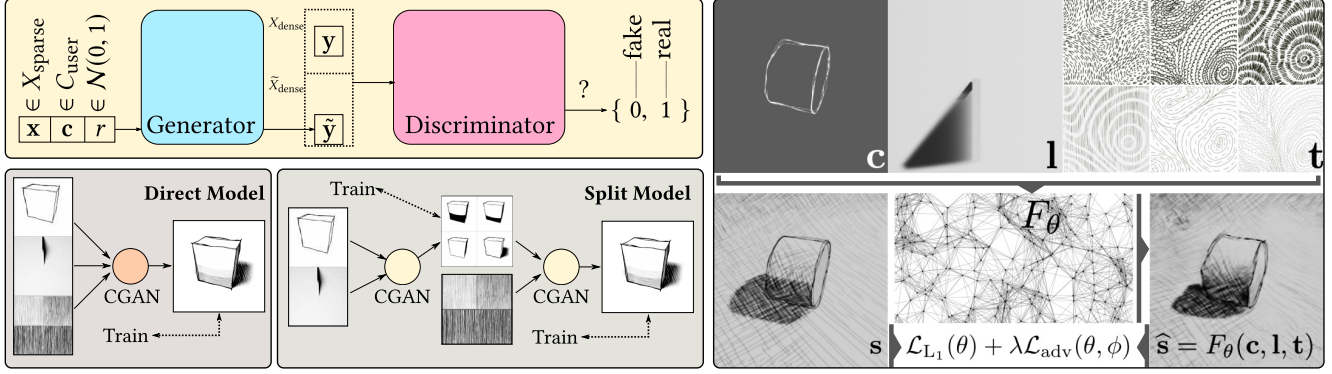 ∈ X_sparse
∈ C_user
∈ 𝒩(0, 1)
x c r
Generator
X_dense
y
X̃_dense
ỹ
Discriminator
?
fake
real
{ 0, 1 }
Direct Model
CGAN
Train
Split Model
Train
CGAN
CGAN
Train
c
l
t
s
F_θ
ℒ_L₁(θ) + λℒ_adv(θ, ϕ)
ŝ = F_θ(c, l, t)